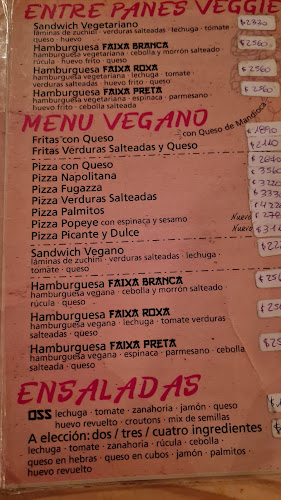 ENTRE PANES VEGGIE
Sandwich Vegetariano
láminas de zuchini · verduras salteadas · lechuga · tomate ·
queso · huevo
Hamburguesa FAIXA BRANCA
hamburguesa vegetariana · cebolla y morrón salteado ·
rúcula · huevo frito · queso
$2560
Hamburguesa FAIXA ROXA
hamburguesa vegetariana · lechuga · tomate ·
verduras salteadas · huevo frito · queso
$2560
Hamburguesa FAIXA PRETA
hamburguesa vegetariana · espinaca · parmesano ·
huevo frito · cebolla salteada
$2560
MENU VEGANO
con Queso de Mandioca
Fritas con Queso
Fritas Verduras Salteadas y Queso
Pizza con Queso
Pizza Napolitana
Pizza Fugazza
Pizza Verduras Salteadas
Pizza Palmitos
Pizza Popeye con espinaca y sesamo Nuevo
Pizza Picante y Dulce Nuevo
Sandwich Vegano
láminas de zuchini · verduras salteadas · lechuga ·
tomate · queso
Hamburguesa FAIXA BRANCA
hamburguesa vegana · cebolla y morrón salteado ·
rúcula · queso
Hamburguesa FAIXA ROXA
hamburguesa vegana · lechuga · tomate verduras
salteadas · queso
Hamburguesa FAIXA PRETA
hamburguesa vegana · espinaca · parmesano · cebolla
salteada · queso
ENSALADAS
OSS lechuga · tomate · zanahoria · jamón · queso
huevo revuelto · croutons · mix de semillas
A elección: dos / tres / cuatro ingredientes
lechuga · tomate · zanahoria · rúcula · cebolla ·
queso en hebras · queso en cubos · jamón · palmitos ·
huevo revuelto